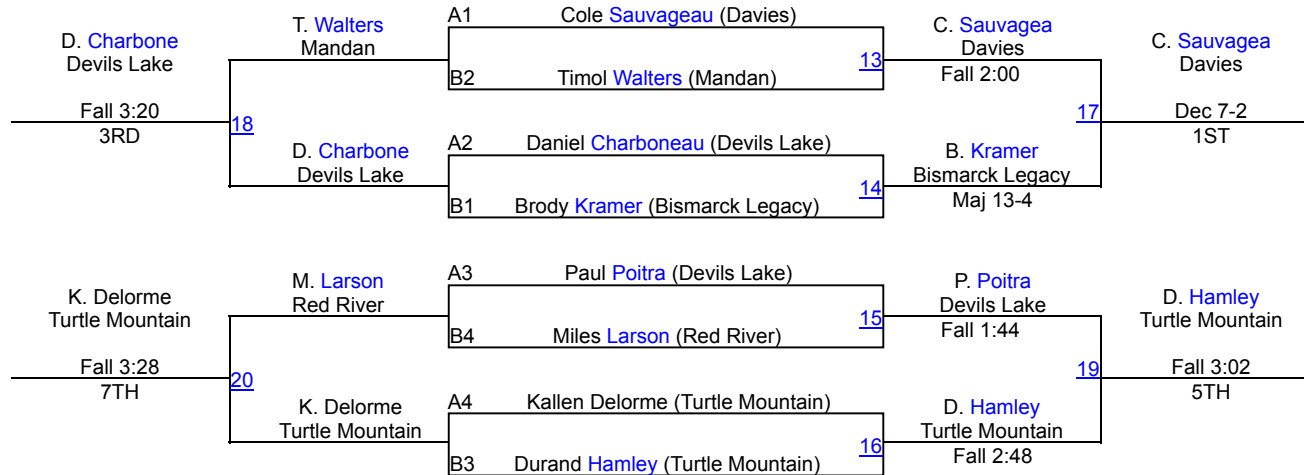 A1 Cole Sauvageau (Davies)
T. Walters
Mandan
C. Sauvagea
Davies
D. Charbone
Devils Lake
C. Sauvagea
Davies
13
B2 Timol Walters (Mandan)
Fall 2:00
Fall 3:20
18
3RD
17
Dec 7-2
1ST
A2 Daniel Charboneau (Devils Lake)
D. Charbone
Devils Lake
B. Kramer
Bismarck Legacy
14
B1 Brody Kramer (Bismarck Legacy)
Maj 13-4
A3 Paul Poitra (Devils Lake)
M. Larson
Red River
P. Poitra
Devils Lake
K. Delorme
Turtle Mountain
D. Hamley
Turtle Mountain
15
B4 Miles Larson (Red River)
Fall 1:44
Fall 3:28
20
7TH
19
Fall 3:02
5TH
A4 Kallen Delorme (Turtle Mountain)
K. Delorme
Turtle Mountain
D. Hamley
Turtle Mountain
16
B3 Durand Hamley (Turtle Mountain)
Fall 2:48